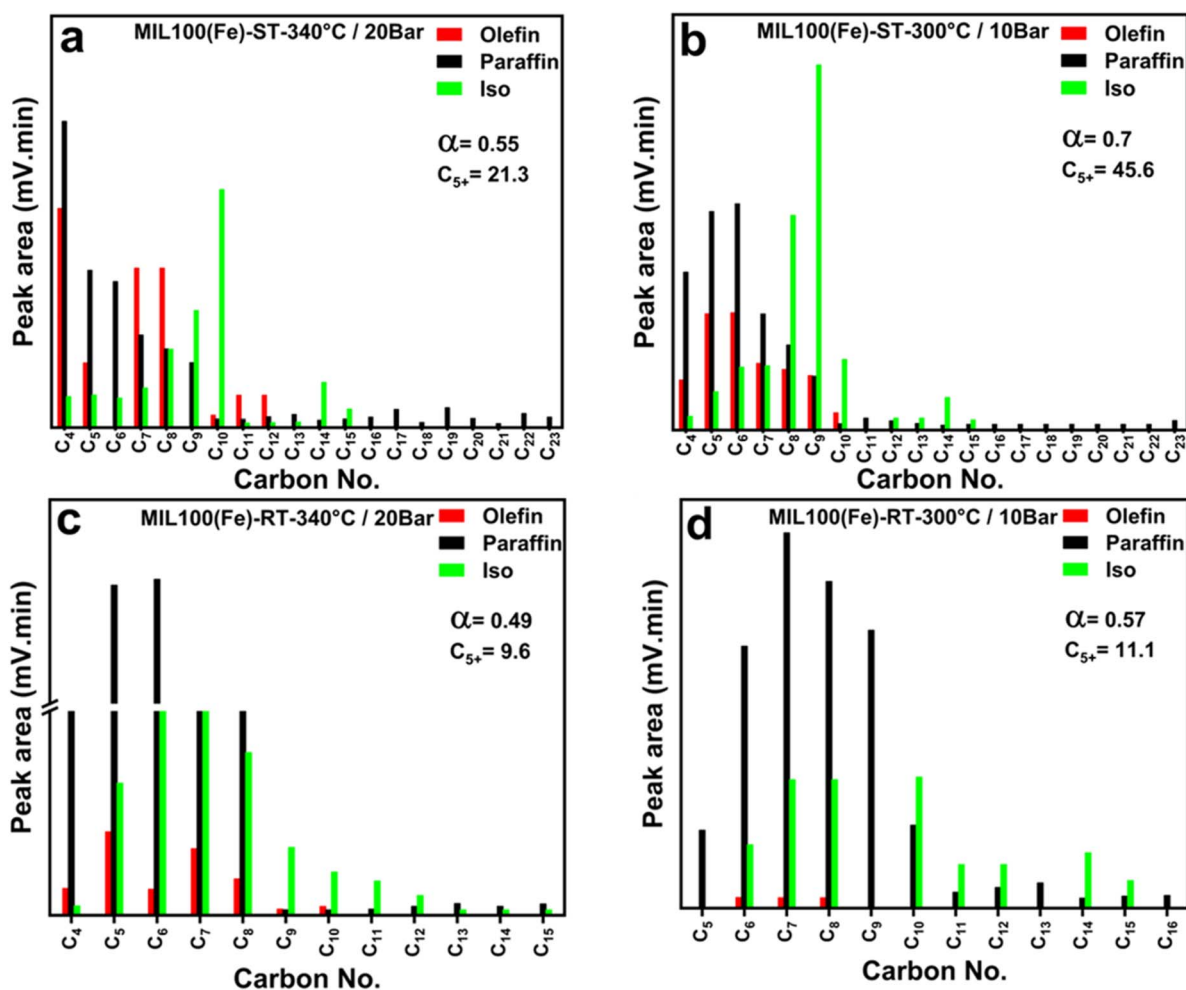 a
MIL100(Fe)-ST-340°C / 20Bar
Olefin
Paraffin
Iso
α= 0.55
C5+= 21.3
Peak area (mV.min)
C4 C5 C6 C7 C8 C9 C10 C11 C12 C13 C14 C15 C16 C17 C18 C19 C20 C21 C22 C23
Carbon No.
b
MIL100(Fe)-ST-300°C / 10Bar
Olefin
Paraffin
Iso
α= 0.7
C5+= 45.6
Peak area (mV.min)
C4 C5 C6 C7 C8 C9 C10 C11 C12 C13 C14 C15 C16 C17 C18 C19 C20 C21 C22 C23
Carbon No.
c
MIL100(Fe)-RT-340°C / 20Bar
Olefin
Paraffin
Iso
α= 0.49
C5+= 9.6
Peak area (mV.min)
C4 C5 C6 C7 C8 C9 C10 C11 C12 C13 C14 C15
Carbon No.
d
MIL100(Fe)-RT-300°C / 10Bar
Olefin
Paraffin
Iso
α= 0.57
C5+= 11.1
Peak area (mV.min)
C5 C6 C7 C8 C9 C10 C11 C12 C13 C14 C15 C16
Carbon No.